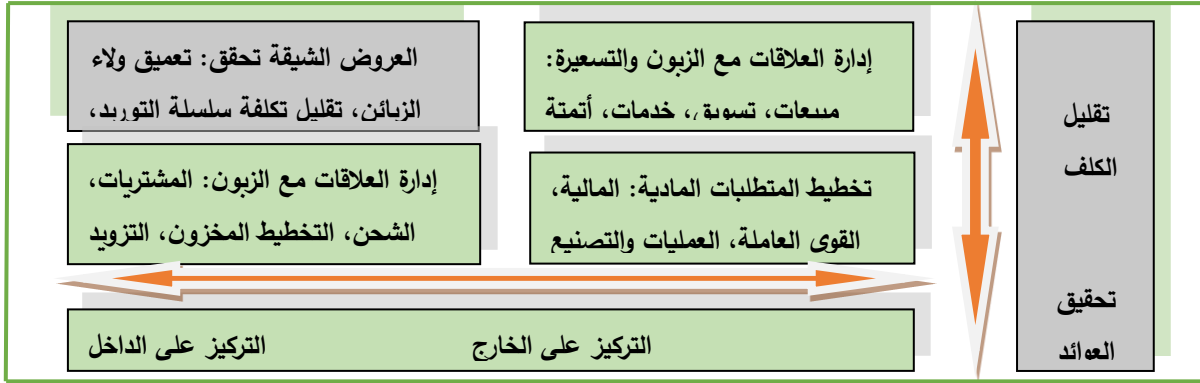 إدارة العلاقات مع الزبون والتسعيرة:
مبيعات، تسويق، خدمات، أتمتة
العروض الشيقة تحقق: تعميق ولاء
الزبائن، تقليل تكلفة سلسلة التوريد،
تخطيط المتطلبات المادية: المالية،
القوى العاملة، العمليات والتصنيع
إدارة العلاقات مع الزبون: المشتريات،
الشحن، التخطيط المخزون، التزويد
تقليل
الكلف
تحقيق
العوائد
التركيز على الخارج التركيز على الداخل